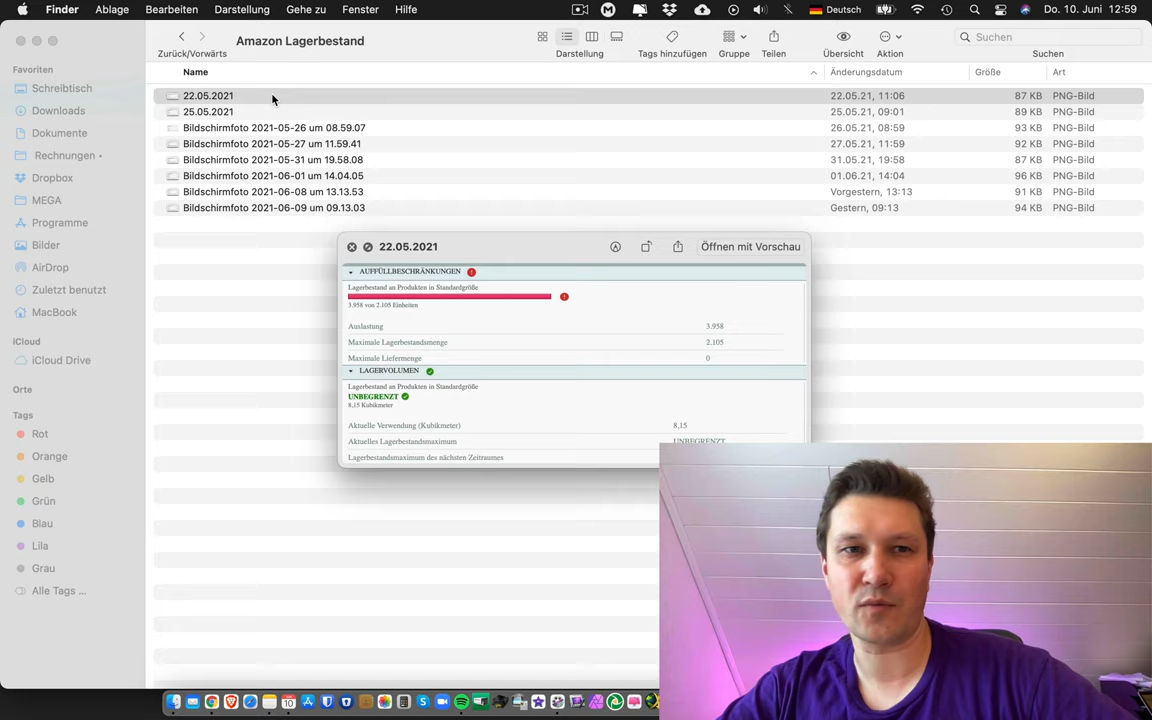 Finder Ablage Bearbeiten Darstellung Gehe zu Fenster Hilfe Deutsch Do. 10. Juni 12:59
Amazon Lagerbestand
Suchen
Zurück/Vorwärts Darstellung Tags hinzufügen Gruppe Teilen Übersicht Aktion Suchen
Favoriten
Schreibtisch
Downloads
Dokumente
Rechnungen
Dropbox
MEGA
Programme
Bilder
AirDrop
Zuletzt benutzt
MacBook
iCloud
iCloud Drive
Orte
Tags
Rot
Orange
Gelb
Grün
Blau
Lila
Grau
Alle Tags ...
Name Änderungsdatum Größe Art
22.05.2021 22.05.21, 11:06 87 KB PNG-Bild
25.05.2021 25.05.21, 09:01 89 KB PNG-Bild
Bildschirmfoto 2021-05-26 um 08.59.07 26.05.21, 08:59 93 KB PNG-Bild
Bildschirmfoto 2021-05-27 um 11.59.41 27.05.21, 11:59 92 KB PNG-Bild
Bildschirmfoto 2021-05-31 um 19.58.08 31.05.21, 19:58 87 KB PNG-Bild
Bildschirmfoto 2021-06-01 um 14.04.05 01.06.21, 14:04 96 KB PNG-Bild
Bildschirmfoto 2021-06-08 um 13.13.53 Vorgestern, 13:13 91 KB PNG-Bild
Bildschirmfoto 2021-06-09 um 09.13.03 Gestern, 09:13 94 KB PNG-Bild
22.05.2021 Öffnen mit Vorschau
AUFFÜLLBESCHRÄNKUNGEN
Lagerbestand an Produkten in Standardgröße
3.958 von 2.105 Einheiten
Auslastung 3.958
Maximale Lagerbestandsmenge 2.105
Maximale Liefermenge 0
LAGERVOLUMEN
Lagerbestand an Produkten in Standardgröße
UNBEGRENZT
8,15 Kubikmeter
Aktuelle Verwendung (Kubikmeter) 8,15
Aktuelles Lagerbestandsmaximum UNBEGRENZT
Lagerbestandsmaximum des nächsten Zeitraumes
10